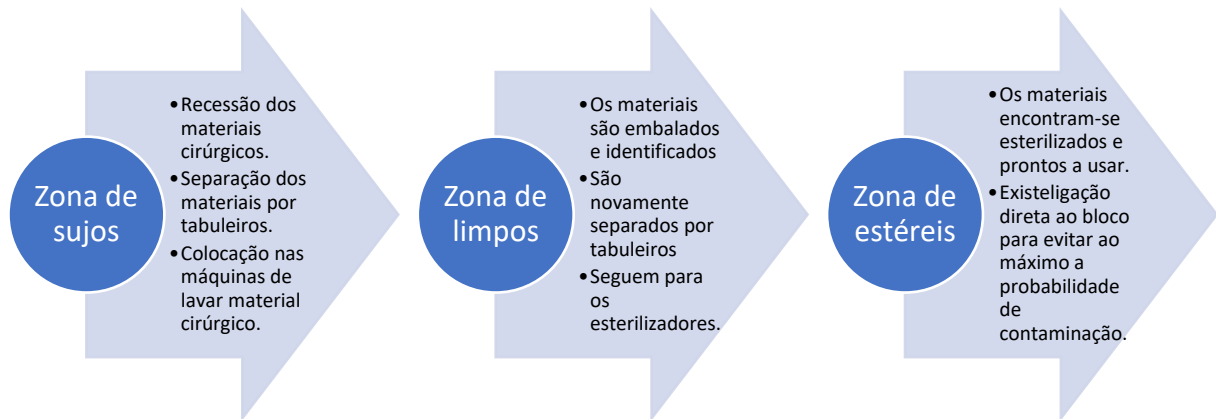 Zona de
sujos
•Recessão dos
materiais
cirúrgicos.
•Separação dos
materiais por
tabuleiros.
•Colocação nas
máquinas de
lavar material
cirúrgico.
Zona de
limpos
•Os materiais
são embalados
e identificados
•São
novamente
separados por
tabuleiros
•Seguem para
os
esterilizadores.
Zona de
estéreis
•Os materiais
encontram-se
esterilizados e
prontos a usar.
•Existeligação
direta ao bloco
para evitar ao
máximo a
probabilidade
de
contaminação.